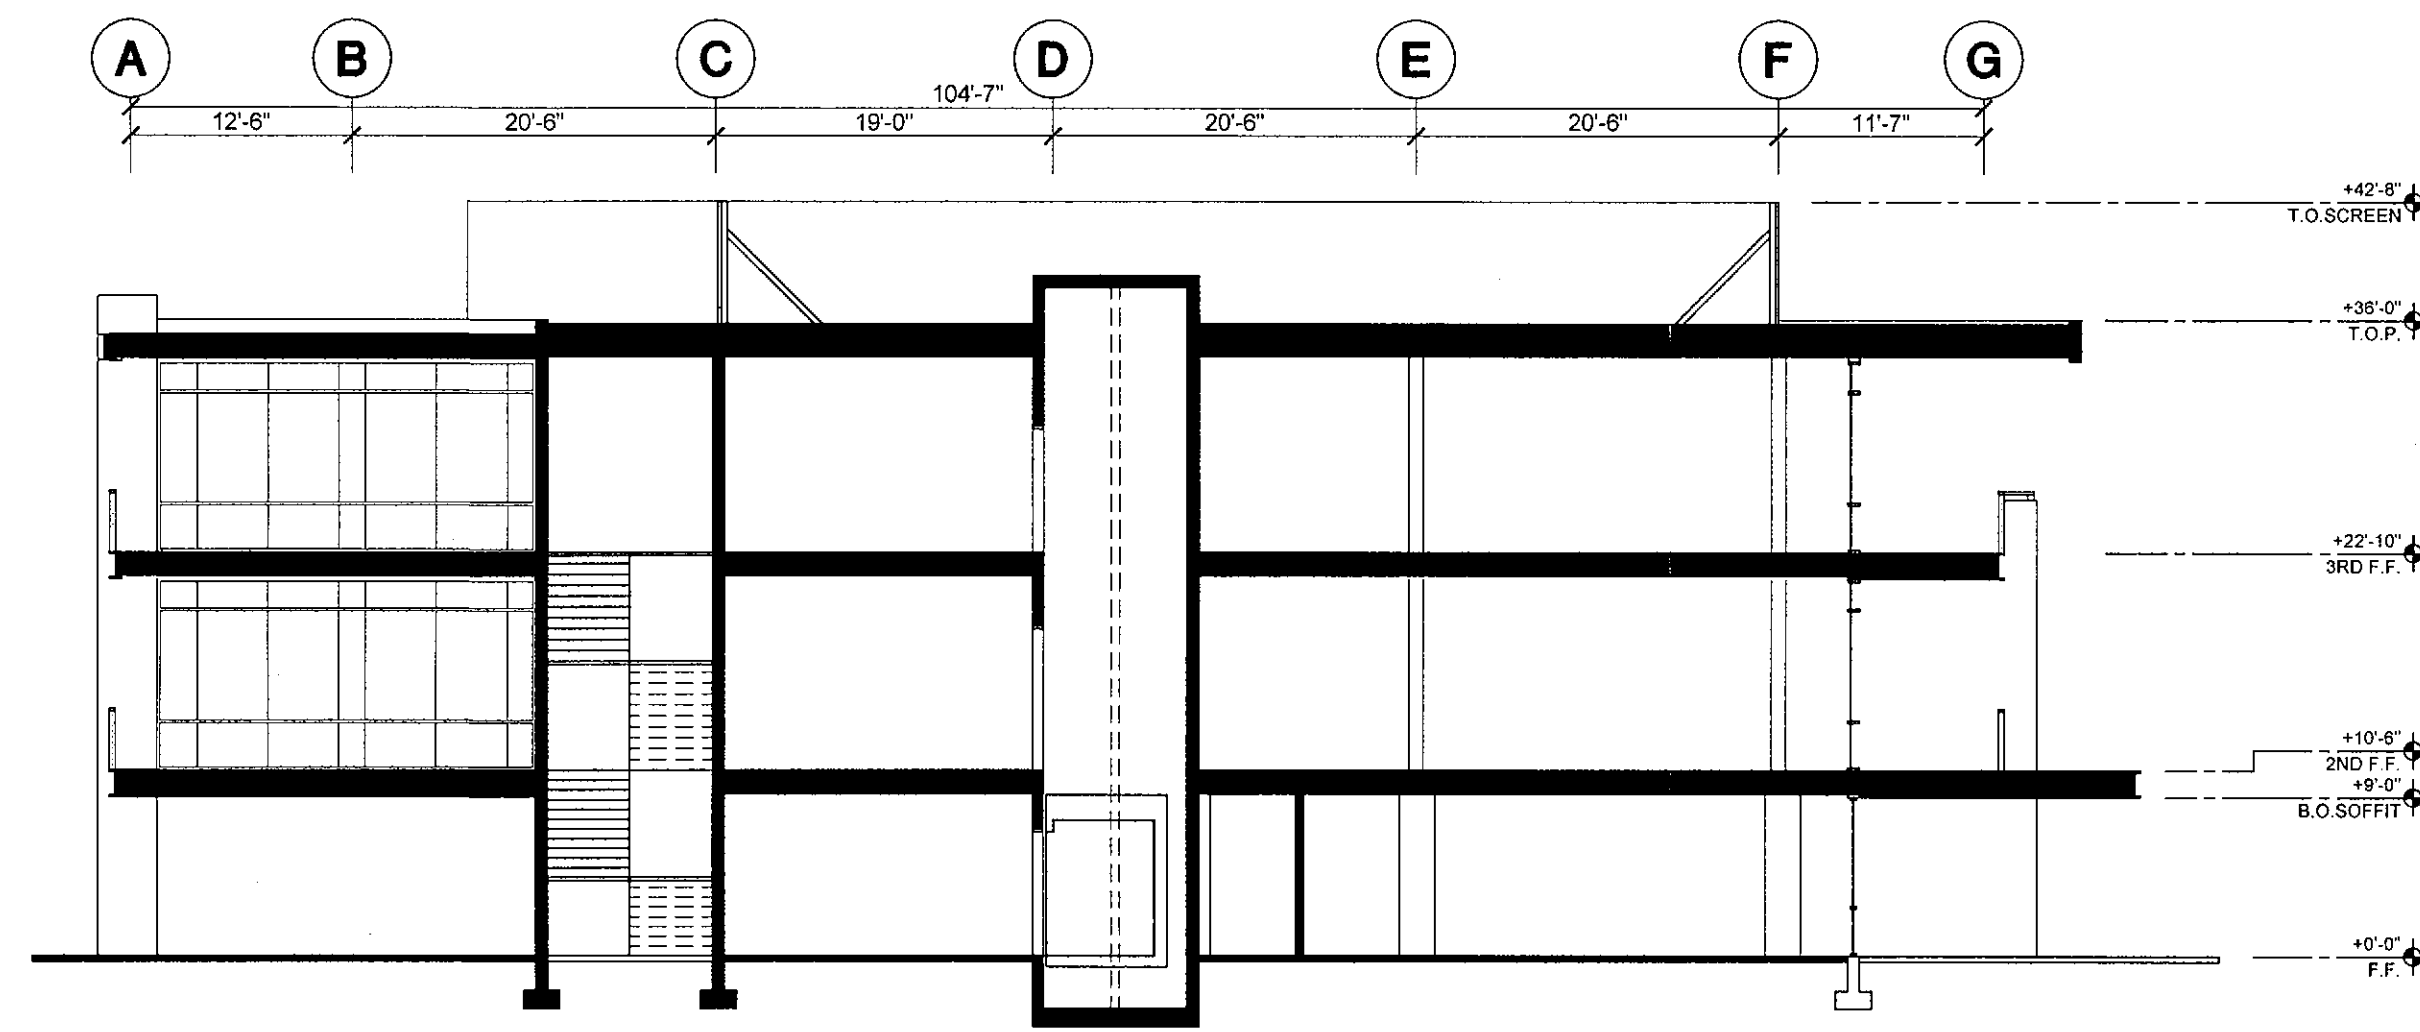 A B C D E F G
104'-7"
12'-6" 20'-6" 19'-0" 20'-6" 20'-6" 11'-7"
+42'-8"
T.O.SCREEN
+36'-0"
T.O.P.
+22'-10"
3RD F.F.
+10'-6"
2ND F.F.
+9'-0"
B.O.SOFFIT
+0'-0"
F.F.